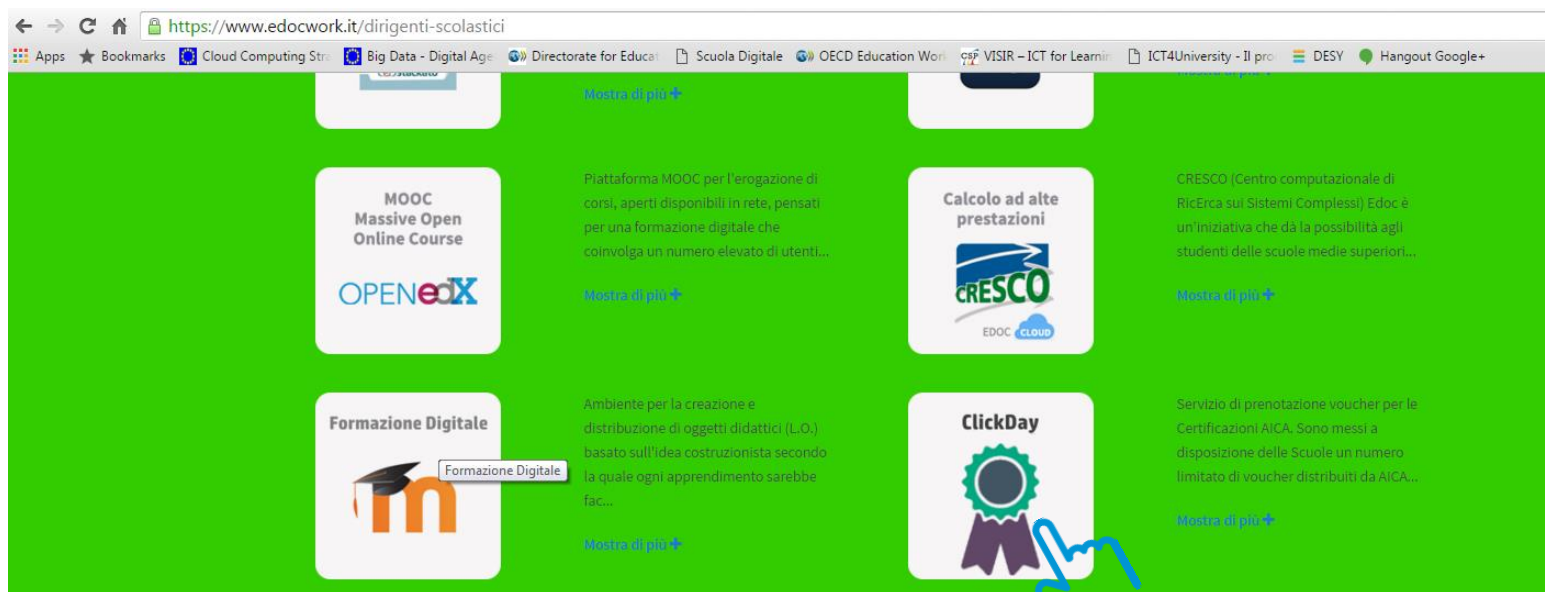 https://www.edocwork.it/dirigenti-scolastici
Apps Bookmarks Cloud Computing Stra Big Data - Digital Age Directorate for Educat Scuola Digitale OECD Education Wor VISIR – ICT for Learnin ICT4University - Il pro DESY Hangout Google+
Mostra di più
MOOC
Massive Open
Online Course
OPENedX
Piattaforma MOOC per l'erogazione di
corsi, aperti disponibili in rete, pensati
per una formazione digitale che
coinvolga un numero elevato di utenti...
Mostra di più
Calcolo ad alte
prestazioni
CRESCO
EDOC CLOUD
CRESCO (Centro computazionale di
RicErca sui Sistemi Complessi) Edoc è
un'iniziativa che dà la possibilità agli
studenti delle scuole medie superiori...
Mostra di più
Formazione Digitale
Formazione Digitale
m
Ambiente per la creazione e
distribuzione di oggetti didattici (L.O.)
basato sull'idea costruzionista secondo
la quale ogni apprendimento sarebbe
fac...
Mostra di più
ClickDay
Servizio di prenotazione voucher per le
Certificazioni AICA. Sono messi a
disposizione delle Scuole un numero
limitato di voucher distribuiti da AICA...
Mostra di più